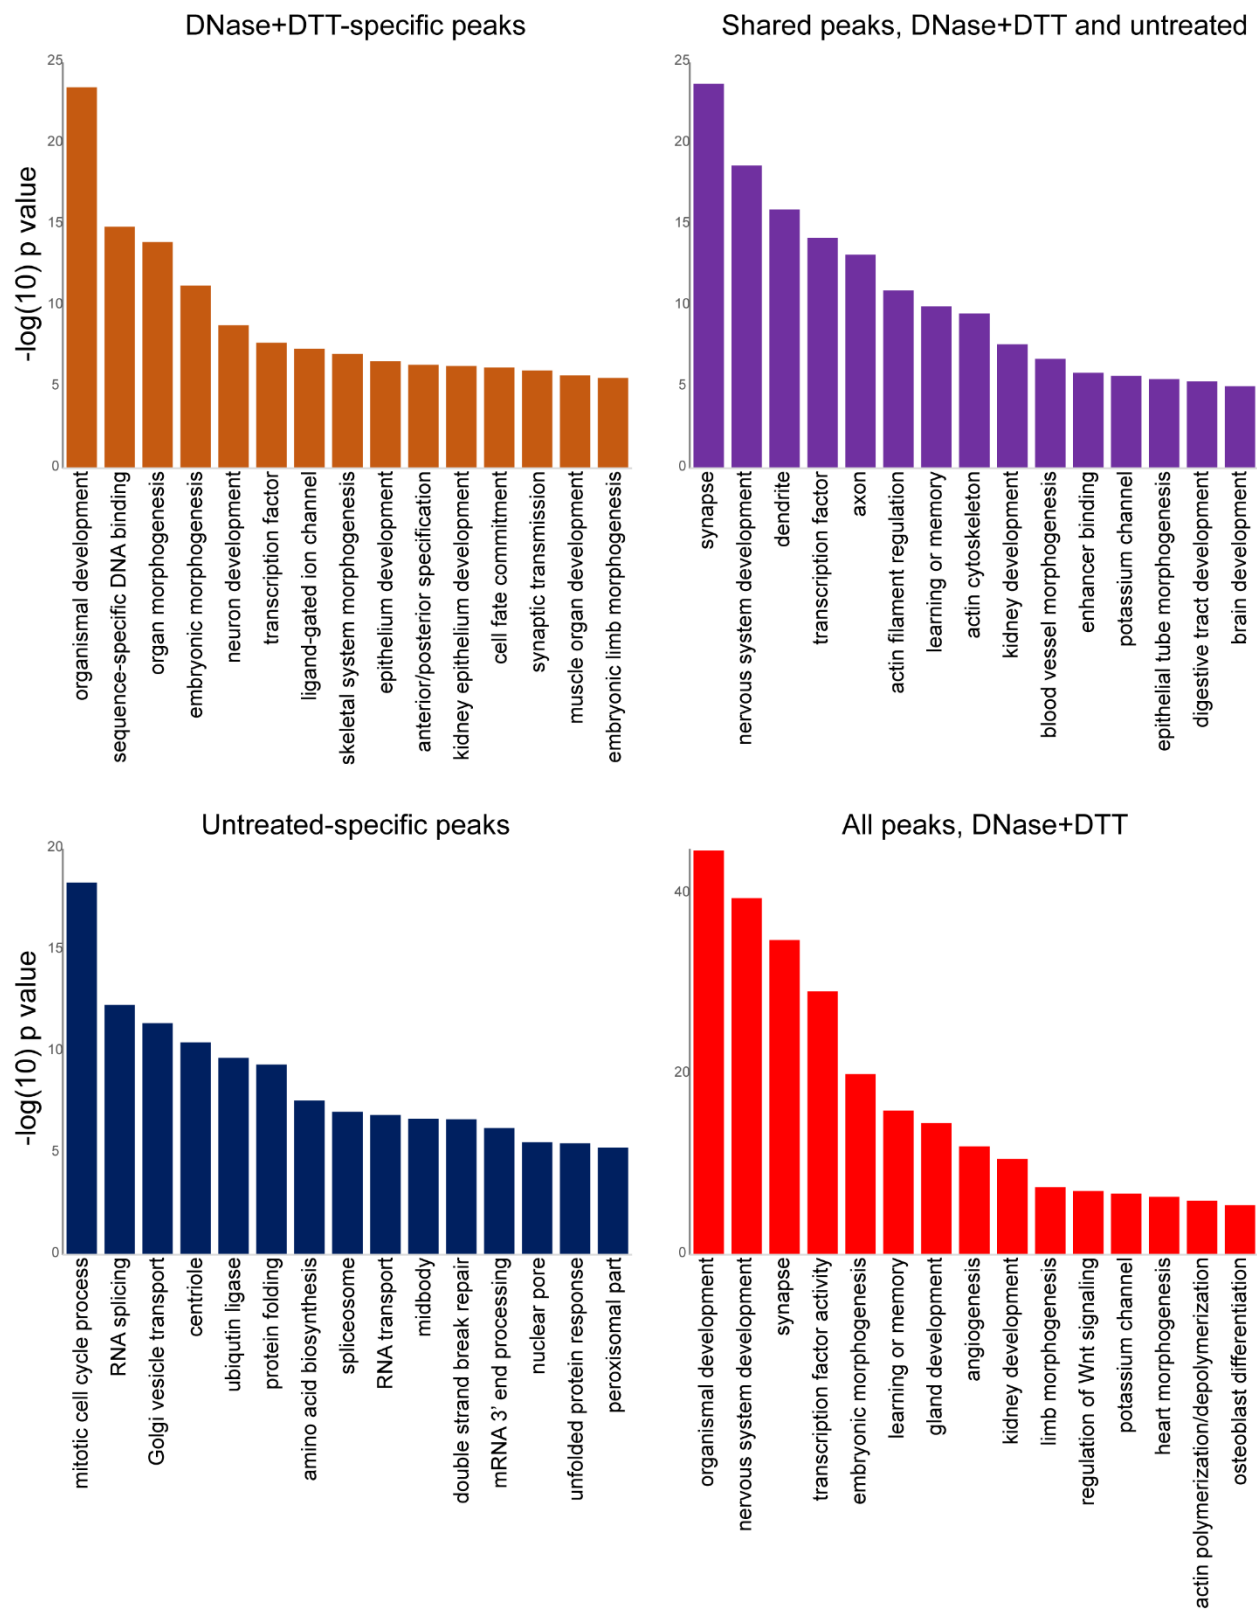 DNase+DTT-specific peaks
-log(10) p value
25
20
15
10
5
0
organismal development
sequence-specific DNA binding
organ morphogenesis
embryonic morphogenesis
neuron development
transcription factor
ligand-gated ion channel
skeletal system morphogenesis
epithelium development
anterior/posterior specification
kidney epithelium development
cell fate commitment
synaptic transmission
muscle organ development
embryonic limb morphogenesis
Shared peaks, DNase+DTT and untreated
25
20
15
10
5
0
synapse
nervous system development
dendrite
transcription factor
axon
actin filament regulation
learning or memory
actin cytoskeleton
kidney development
blood vessel morphogenesis
enhancer binding
potassium channel
epithelial tube morphogenesis
digestive tract development
brain development
Untreated-specific peaks
-log(10) p value
20
15
10
5
0
mitotic cell cycle process
RNA splicing
Golgi vesicle transport
centriole
ubiqutin ligase
protein folding
amino acid biosynthesis
spliceosome
RNA transport
midbody
double strand break repair
mRNA 3’ end processing
nuclear pore
unfolded protein response
peroxisomal part
All peaks, DNase+DTT
40
20
0
organismal development
nervous system development
synapse
transcription factor activity
embryonic morphogenesis
learning or memory
gland development
angiogenesis
kidney development
limb morphogenesis
regulation of Wnt signaling
potassium channel
heart morphogenesis
actin polymerization/depolymerization
osteoblast differentiation